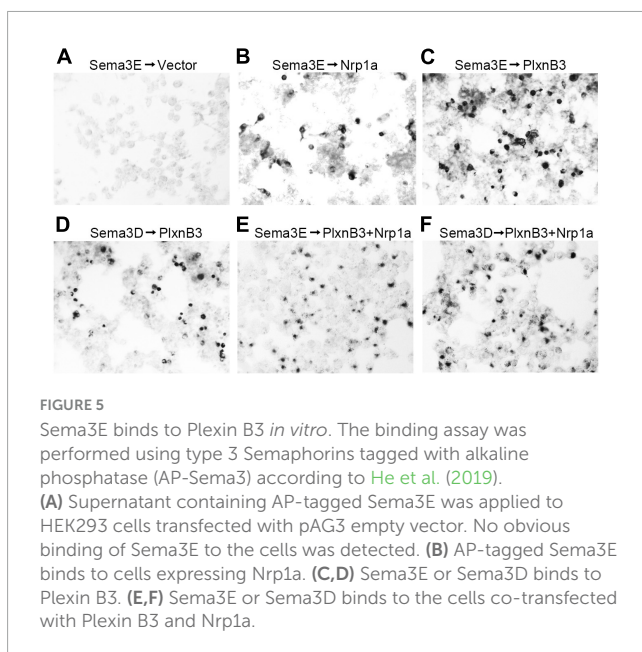 A Sema3E→Vector
B Sema3E→Nrp1a
C Sema3E→PlxnB3
D Sema3D→PlxnB3
E Sema3E→PlxnB3+Nrp1a
F Sema3D→PlxnB3+Nrp1a
FIGURE 5
Sema3E binds to Plexin B3 in vitro. The binding assay was
performed using type 3 Semaphorins tagged with alkaline
phosphatase (AP-Sema3) according to He et al. (2019).
(A) Supernatant containing AP-tagged Sema3E was applied to
HEK293 cells transfected with pAG3 empty vector. No obvious
binding of Sema3E to the cells was detected. (B) AP-tagged Sema3E
binds to cells expressing Nrp1a. (C,D) Sema3E or Sema3D binds to
Plexin B3. (E,F) Sema3E or Sema3D binds to the cells co-transfected
with Plexin B3 and Nrp1a.